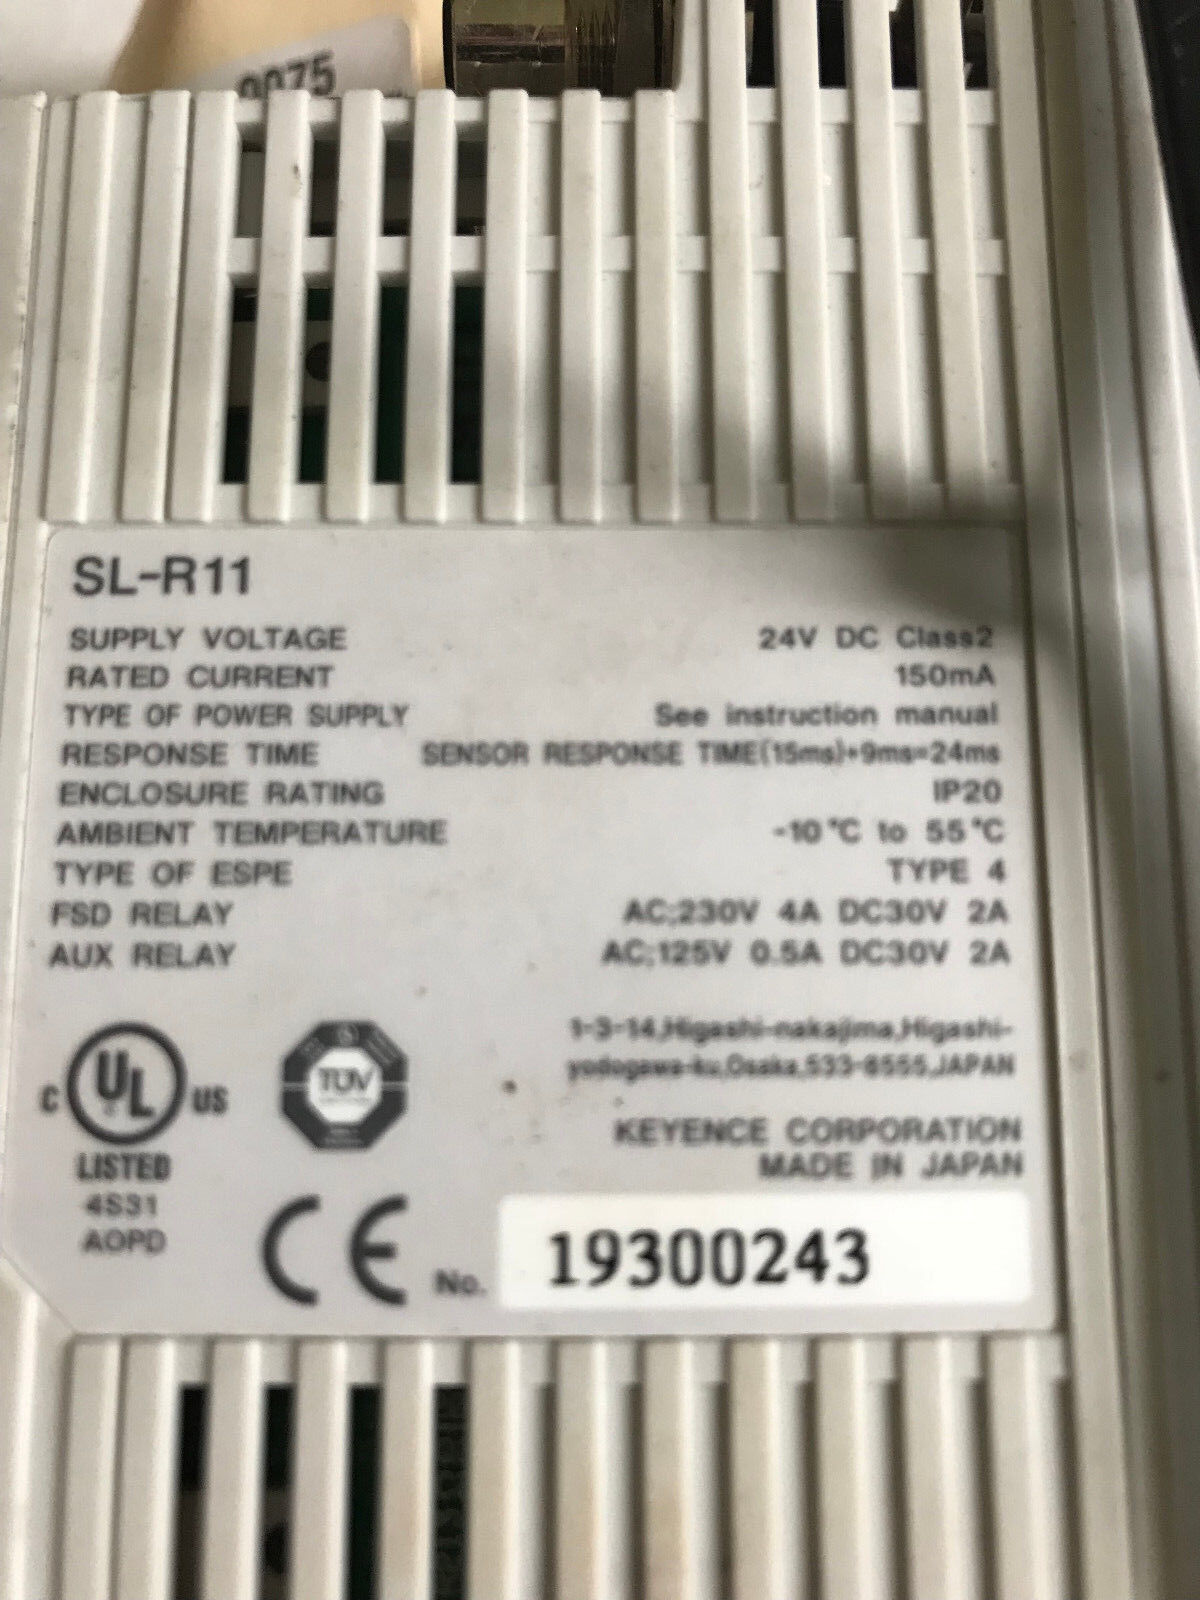 0075
SL-R11
SUPPLY VOLTAGE 24V DC Class2
RATED CURRENT 150mA
TYPE OF POWER SUPPLY See instruction manual
RESPONSE TIME SENSOR RESPONSE TIME(15ms)+9ms=24ms
ENCLOSURE RATING IP20
AMBIENT TEMPERATURE -10°C to 55°C
TYPE OF ESPE TYPE 4
FSD RELAY AC;230V 4A DC30V 2A
AUX RELAY AC;125V 0.5A DC30V 2A
1-3-14,Higashi-nakajima,Higashi-
yodogawa-ku,Osaka,533-8555,JAPAN
C UL US
LISTED
4S31
AOPD
TÜV
KEYENCE CORPORATION
MADE IN JAPAN
CE
No. 19300243